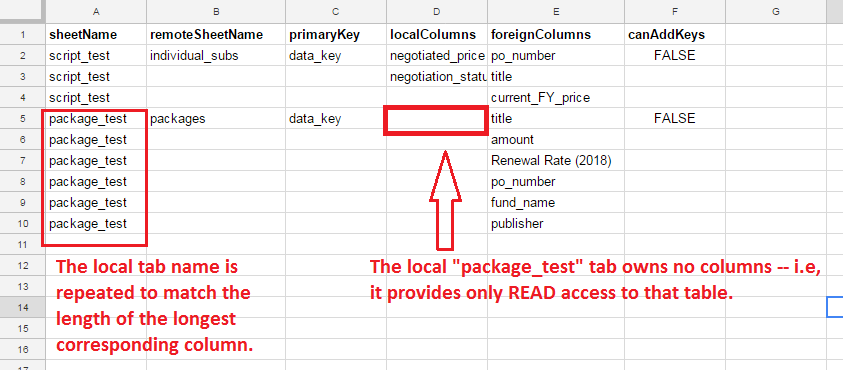 A B C D E F G
1 sheetName remoteSheetName primaryKey localColumns foreignColumns canAddKeys
2 script_test individual_subs data_key negotiated_price po_number FALSE
3 script_test negotiation_statu title
4 script_test current_FY_price
5 package_test packages data_key title FALSE
6 package_test amount
7 package_test Renewal Rate (2018)
8 package_test po_number
9 package_test fund_name
10 package_test publisher
11
12 The local tab name is The local "package_test" tab owns no columns -- i.e,
13 repeated to match the it provides only READ access to that table.
14 length of the longest
15 corresponding column.
16
17